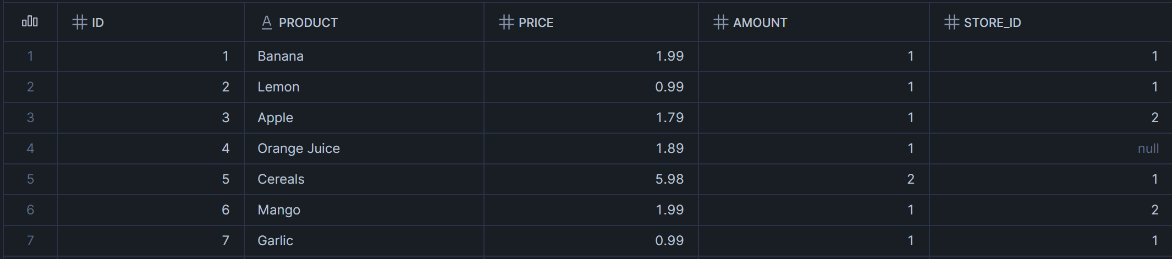 ID PRODUCT PRICE AMOUNT STORE_ID
1 1 Banana 1.99 1 1
2 2 Lemon 0.99 1 1
3 3 Apple 1.79 1 2
4 4 Orange Juice 1.89 1 null
5 5 Cereals 5.98 2 1
6 6 Mango 1.99 1 2
7 7 Garlic 0.99 1 1